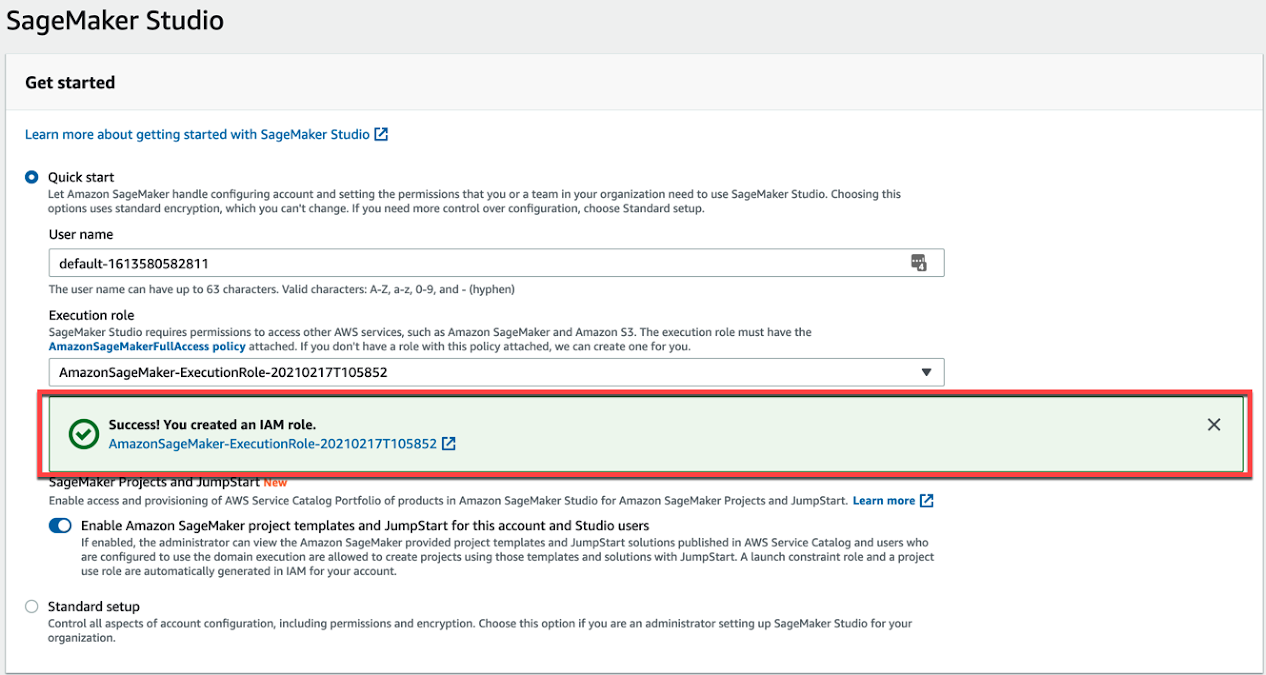 SageMaker Studio
Get started
Learn more about getting started with SageMaker Studio
Quick start
Let Amazon SageMaker handle configuring account and setting the permissions that you or a team in your organization need to use SageMaker Studio. Choosing this
options uses standard encryption, which you can't change. If you need more control over configuration, choose Standard setup.
User name
default-1613580582811
The user name can have up to 63 characters. Valid characters: A-Z, a-z, 0-9, and - (hyphen)
Execution role
SageMaker Studio requires permissions to access other AWS services, such as Amazon SageMaker and Amazon S3. The execution role must have the
AmazonSageMakerFullAccess policy attached. If you don't have a role with this policy attached, we can create one for you.
AmazonSageMaker-ExecutionRole-20210217T105852
Success! You created an IAM role.
AmazonSageMaker-ExecutionRole-20210217T105852
SageMaker Projects and JumpStart New
Enable access and provisioning of AWS Service Catalog Portfolio of products in Amazon SageMaker Studio for Amazon SageMaker Projects and JumpStart. Learn more
Enable Amazon SageMaker project templates and JumpStart for this account and Studio users
If enabled, the administrator can view the Amazon SageMaker provided project templates and JumpStart solutions published in AWS Service Catalog and users who
are configured to use the domain execution are allowed to create projects using those templates and solutions with JumpStart. A launch constraint role and a project
use role are automatically generated in IAM for your account.
Standard setup
Control all aspects of account configuration, including permissions and encryption. Choose this option if you are an administrator setting up SageMaker Studio for your
organization.